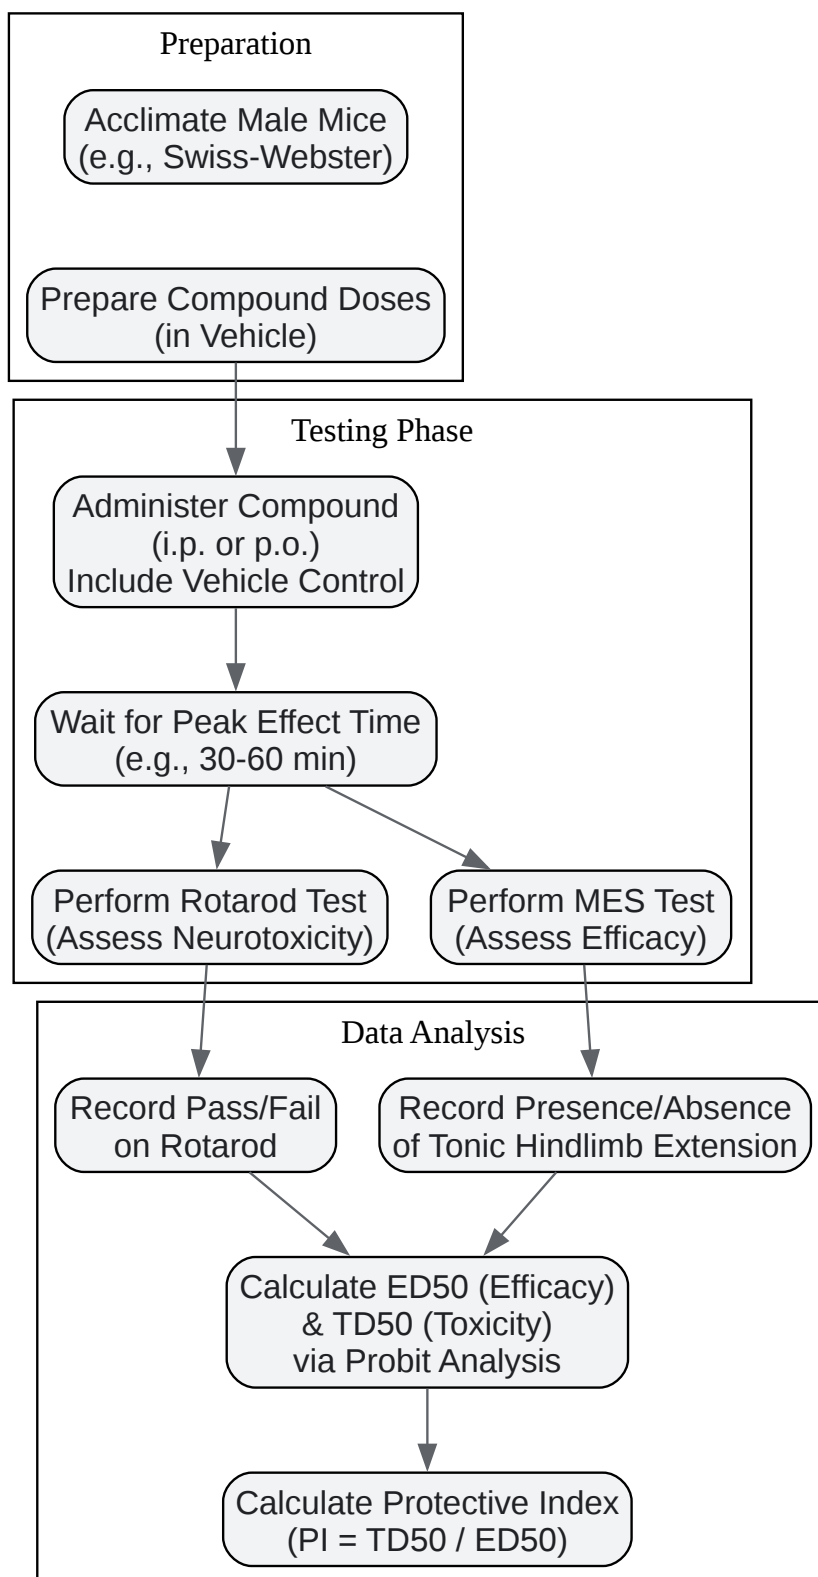 Preparation
Acclimate Male Mice
(e.g., Swiss-Webster)
Prepare Compound Doses
(in Vehicle)
Testing Phase
Administer Compound
(i.p. or p.o.)
Include Vehicle Control
Wait for Peak Effect Time
(e.g., 30-60 min)
Perform Rotarod Test
(Assess Neurotoxicity)
Perform MES Test
(Assess Efficacy)
Data Analysis
Record Pass/Fail
on Rotarod
Record Presence/Absence
of Tonic Hindlimb Extension
Calculate ED50 (Efficacy)
& TD50 (Toxicity)
via Probit Analysis
Calculate Protective Index
(PI = TD50 / ED50)